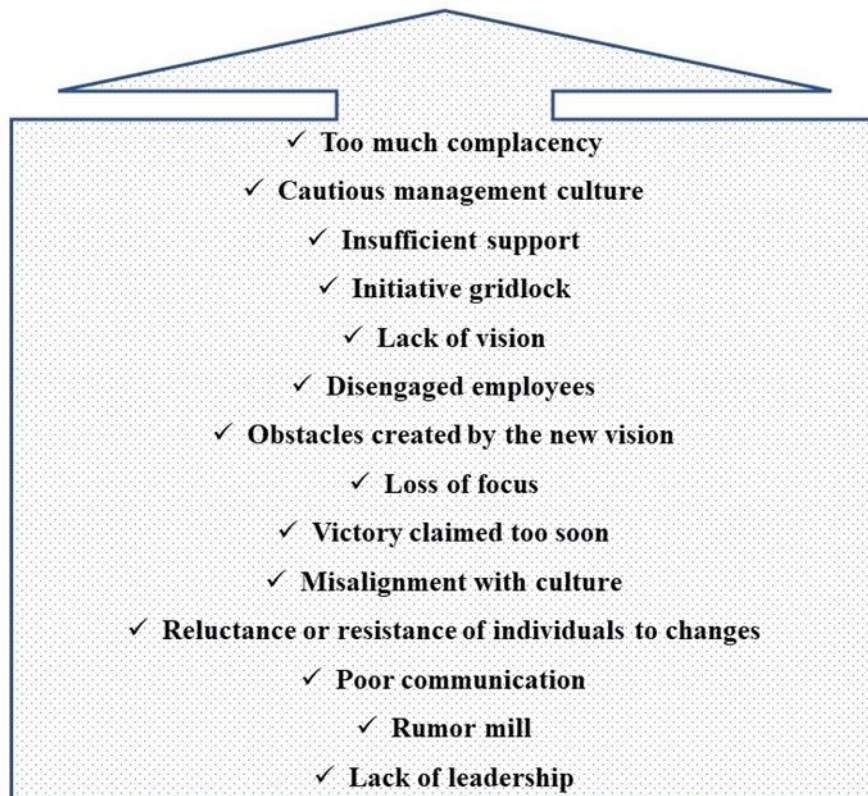 ✓ Too much complacency
✓ Cautious management culture
✓ Insufficient support
✓ Initiative gridlock
✓ Lack of vision
✓ Disengaged employees
✓ Obstacles created by the new vision
✓ Loss of focus
✓ Victory claimed too soon
✓ Misalignment with culture
✓ Reluctance or resistance of individuals to changes
✓ Poor communication
✓ Rumor mill
✓ Lack of leadership